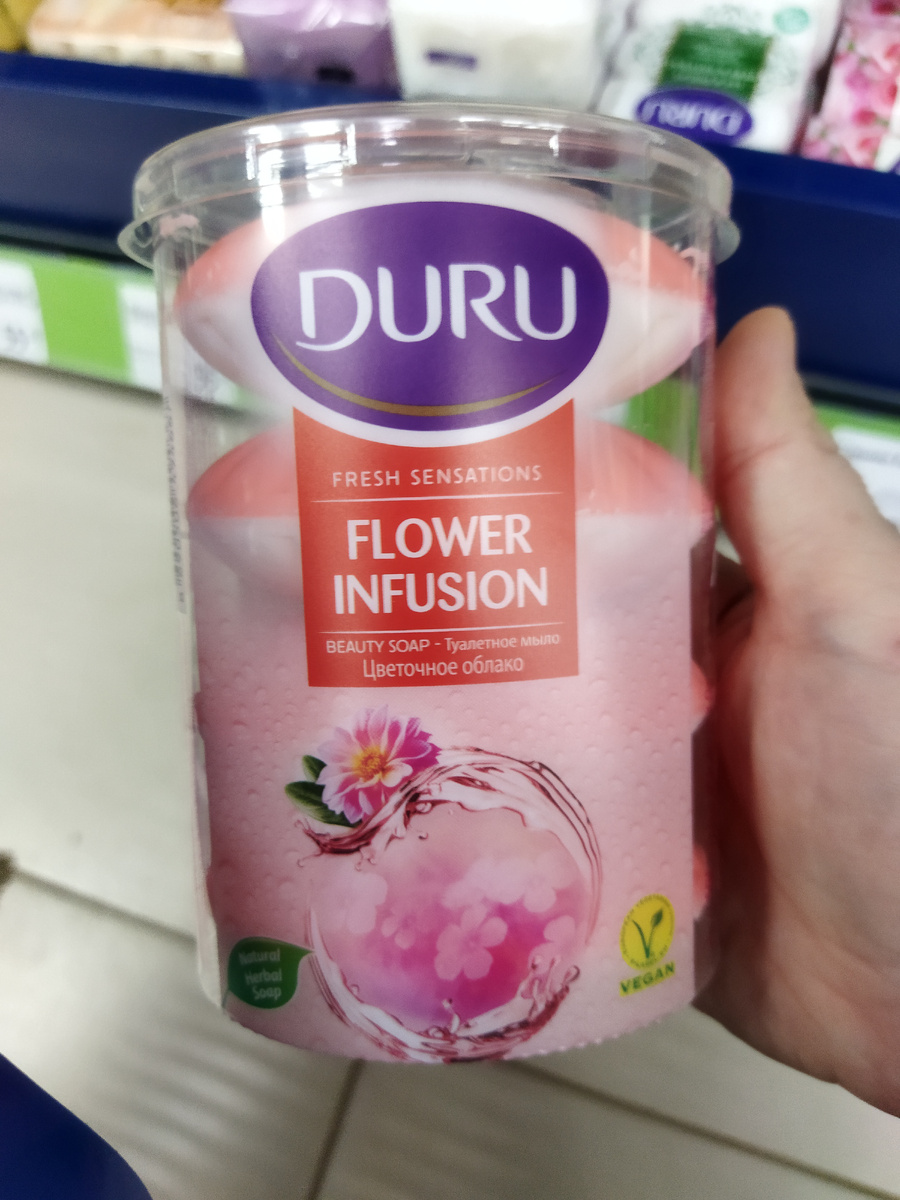 DURU
FRESH SENSATIONS
FLOWER
INFUSION
BEAUTY SOAP - Туалетное мыло
Цветочное облако
Natural
Herbal
Soap
VEGAN